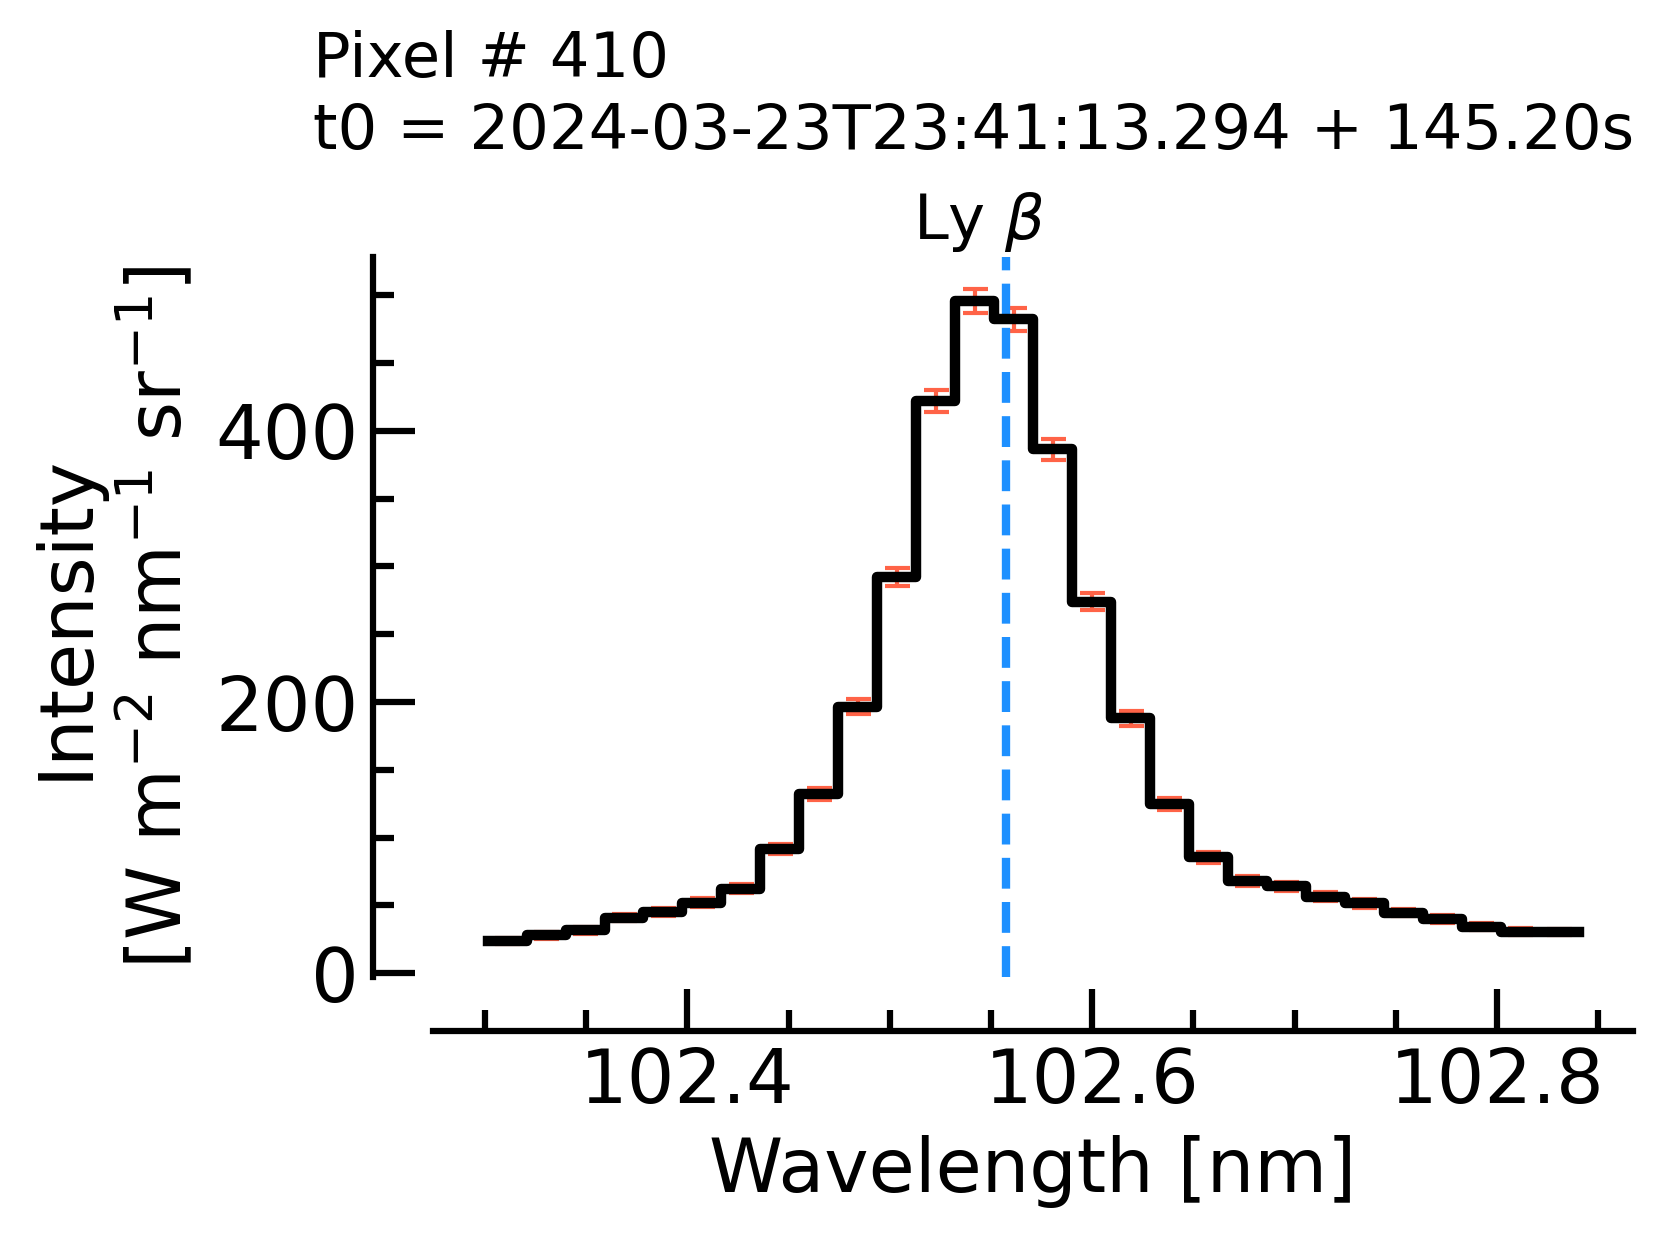 Pixel # 410
t0 = 2024-03-23T23:41:13.294 + 145.20s
Ly β
Intensity
[W m⁻² nm⁻¹ sr⁻¹]
400
200
0
102.4 102.6 102.8
Wavelength [nm]